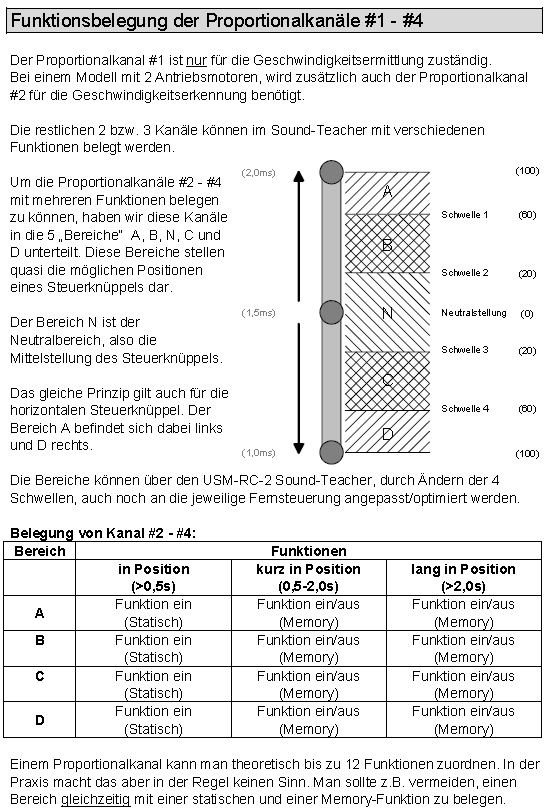 Funktionsbelegung der Proportionalkanäle #1 - #4
Der Proportionalkanal #1 ist nur für die Geschwindigkeitsermittlung zuständig.
Bei einem Modell mit 2 Antriebsmotoren, wird zusätzlich auch der Proportionalkanal
#2 für die Geschwindigkeitserkennung benötigt.
Die restlichen 2 bzw. 3 Kanäle können im Sound-Teacher mit verschiedenen
Funktionen belegt werden.
Um die Proportionalkanäle #2 - #4
mit mehreren Funktionen belegen
zu können, haben wir diese Kanäle
in die 5 „Bereiche" A, B, N, C und
D unterteilt. Diese Bereiche stellen
quasi die möglichen Positionen
eines Steuerknüppels dar.
Der Bereich N ist der
Neutralbereich, also die
Mittelstellung des Steuerknüppels.
Das gleiche Prinzip gilt auch für die
horizontalen Steuerknüppel. Der
Bereich A befindet sich dabei links
und D rechts.
(2,0ms) (100)
A
Schwelle 1 (60)
B
Schwelle 2 (20)
(1,5ms) N Neutralstellung (0)
Schwelle 3 (20)
C
Schwelle 4 (60)
D
(1,0ms) (100)
Die Bereiche können über den USM-RC-2 Sound-Teacher, durch Ändern der 4
Schwellen, auch noch an die jeweilige Fernsteuerung angepasst/optimiert werden.
Belegung von Kanal #2 - #4:
Bereich Funktionen
in Position kurz in Position lang in Position
(>0,5s) (0,5-2,0s) (>2,0s)
A Funktion ein Funktion ein/aus Funktion ein/aus
(Statisch) (Memory) (Memory)
B Funktion ein Funktion ein/aus Funktion ein/aus
(Statisch) (Memory) (Memory)
C Funktion ein Funktion ein/aus Funktion ein/aus
(Statisch) (Memory) (Memory)
D Funktion ein Funktion ein/aus Funktion ein/aus
(Statisch) (Memory) (Memory)
Einem Proportionalkanal kann man theoretisch bis zu 12 Funktionen zuordnen. In der
Praxis macht das aber in der Regel keinen Sinn. Man sollte z.B. vermeiden, einen
Bereich gleichzeitig mit einer statischen und einer Memory-Funktion zu belegen.